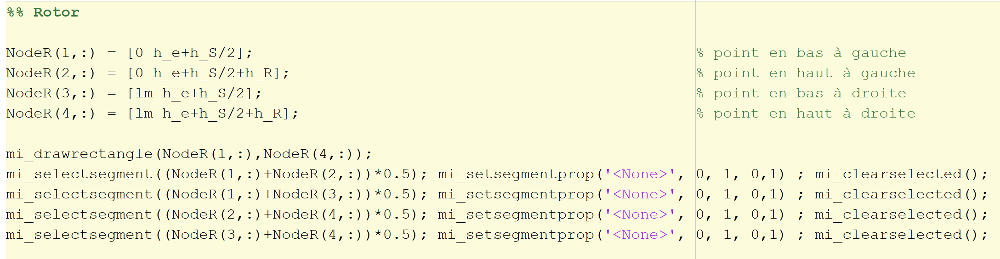 %% Rotor
NodeR(1,:) = [0 h_e+h_S/2]; % point en bas à gauche
NodeR(2,:) = [0 h_e+h_S/2+h_R]; % point en haut à gauche
NodeR(3,:) = [lm h_e+h_S/2]; % point en bas à droite
NodeR(4,:) = [lm h_e+h_S/2+h_R]; % point en haut à droite
mi_drawrectangle(NodeR(1,:),NodeR(4,:));
mi_selectsegment((NodeR(1,:)+NodeR(2,:))*0.5); mi_setsegmentprop('<None>', 0, 1, 0,1) ; mi_clearselected();
mi_selectsegment((NodeR(1,:)+NodeR(3,:))*0.5); mi_setsegmentprop('<None>', 0, 1, 0,1) ; mi_clearselected();
mi_selectsegment((NodeR(2,:)+NodeR(4,:))*0.5); mi_setsegmentprop('<None>', 0, 1, 0,1) ; mi_clearselected();
mi_selectsegment((NodeR(3,:)+NodeR(4,:))*0.5); mi_setsegmentprop('<None>', 0, 1, 0,1) ; mi_clearselected();